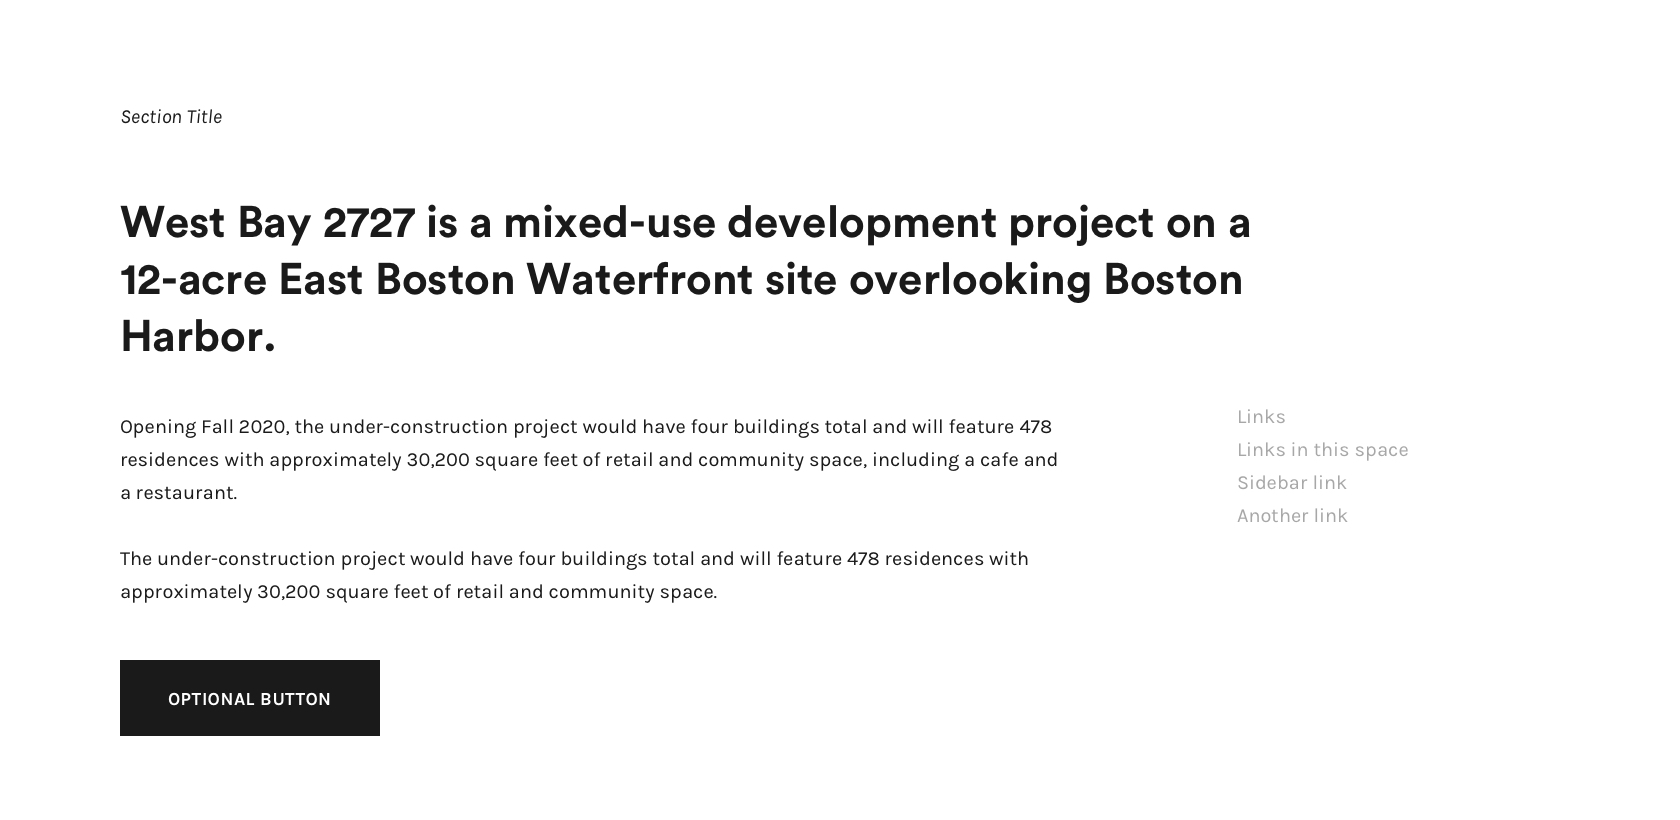 Section Title
West Bay 2727 is a mixed-use development project on a
12-acre East Boston Waterfront site overlooking Boston
Harbor.
Opening Fall 2020, the under-construction project would have four buildings total and will feature 478
residences with approximately 30,200 square feet of retail and community space, including a cafe and
a restaurant.
The under-construction project would have four buildings total and will feature 478 residences with
approximately 30,200 square feet of retail and community space.
OPTIONAL BUTTON
Links
Links in this space
Sidebar link
Another link